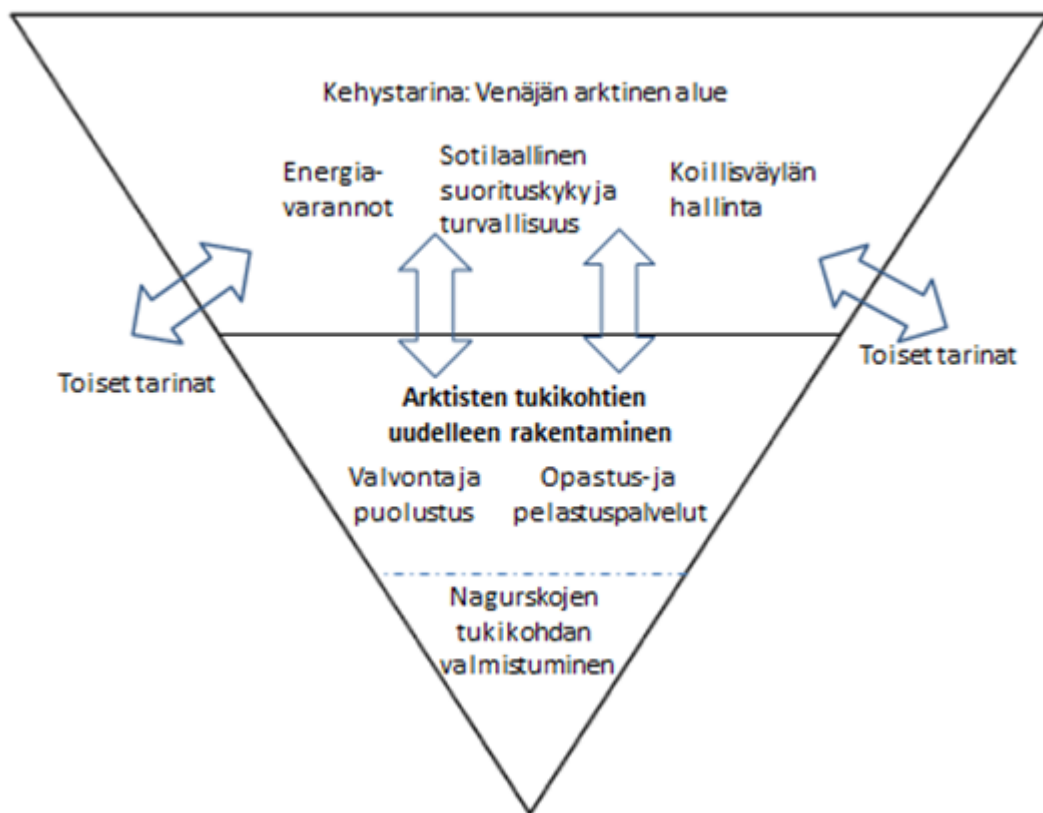 Kehystarina: Venäjän arktinen alue
Energia-
varannot
Sotilaallinen
suorituskyky ja
turvallisuus
Koillisväylän
hallinta
Toiset tarinat
Toiset tarinat
Arktisten tukikohtien
uudelleen rakentaminen
Valvonta ja
puolustus
Opastus- ja
pelastuspalvelut
Nagurskojen
tukikohdan
valmistuminen